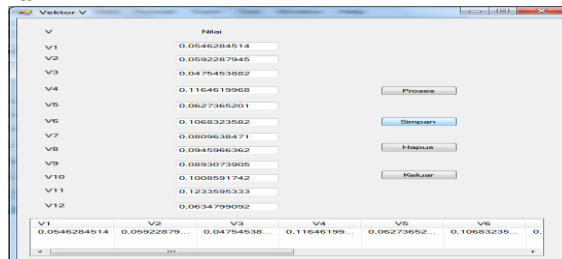 Vektor V
V Nilai
V1 0,0546284514
V2 0,0592287945
V3 0,0475453882
V4 0,1164619968 Proses
V5 0,0627365201
V6 0,1068323582 Simpan
V7 0,0809638471
V8 0,0945966362 Hapus
V9 0,0893073905
V10 0,1008591742 Keluar
V11 0,1233595333
V12 0,0634799092
V1 V2 V3 V4 V5 V6
0,0546284514 0,05922879... 0,04754538... 0,11646199... 0,06273652... 0,10683235... 0,